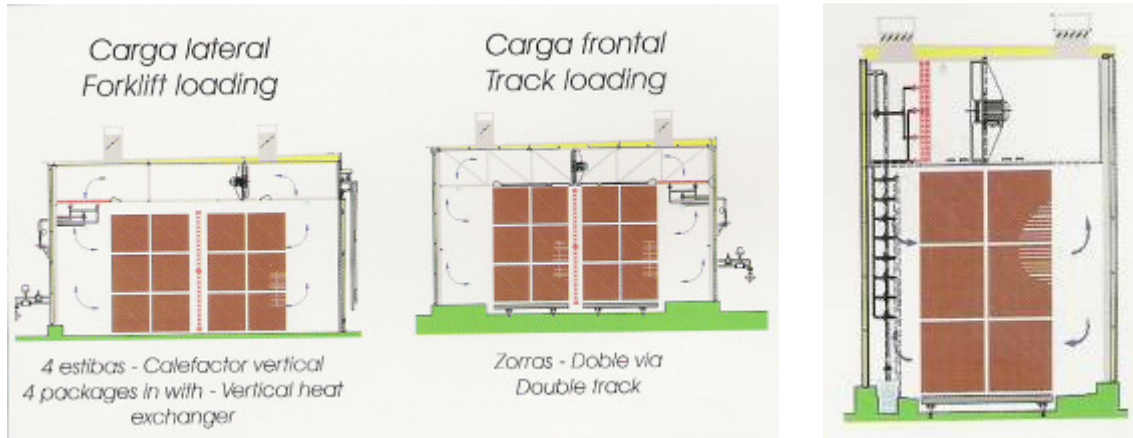 Carga lateral
Forklift loading
Carga frontal
Track loading
4 estibas - Calefactor vertical
4 packages in with - Vertical heat
exchanger
Zorras - Doble via
Double track